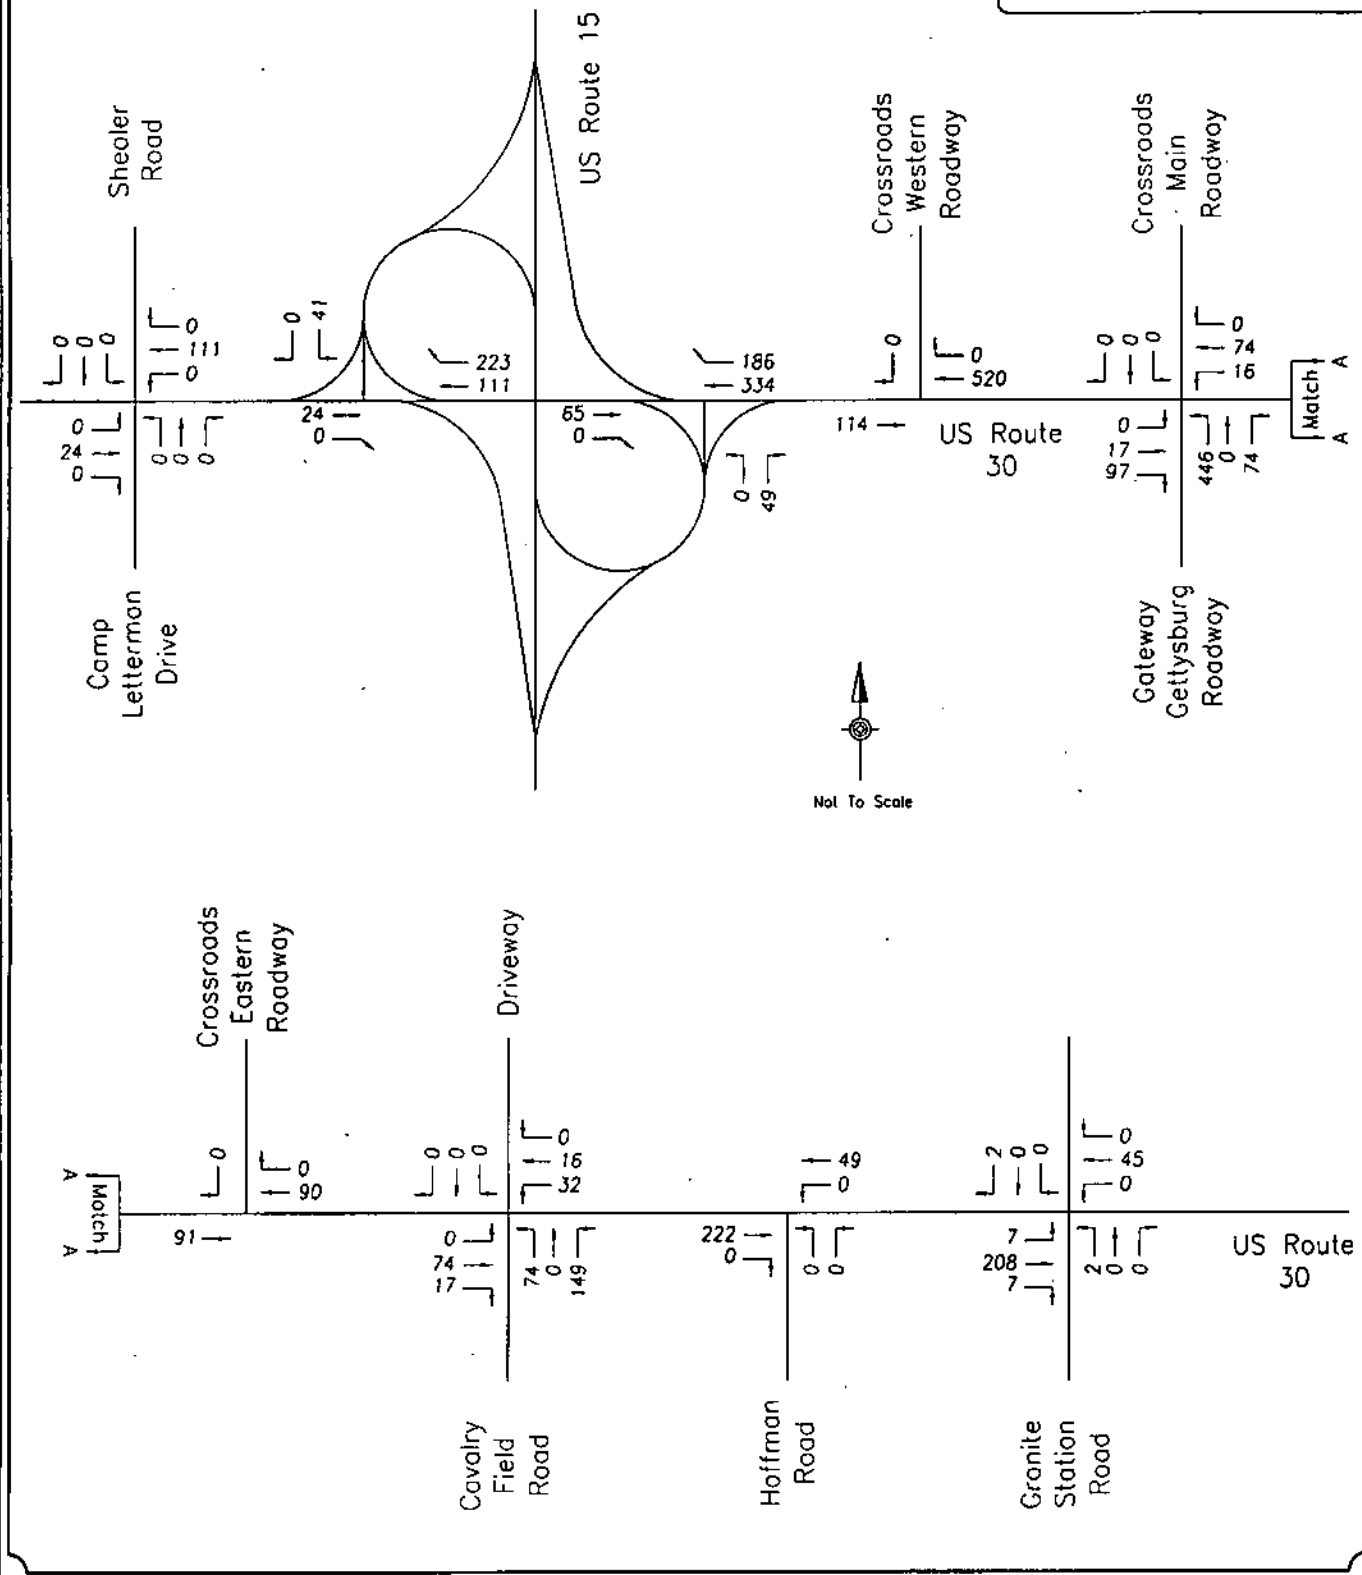 Sheoler
Road
0
0
0
0
111
0
0
24
0
0
0
0
Camp
Letterman
Drive
US Route 15
0
41
223
111
24
0
65
0
186
334
0
49
Crossroads
Western
Roadway
0
0
520
114
US Route
30
Crossroads
Main
Roadway
0
0
0
0
74
16
0
17
97
446
0
74
Match
A
A
Gateway
Gettysburg
Roadway
Not To Scale
Crossroads
Eastern
Roadway
A
Match
A
0
0
90
91
Driveway
0
0
0
0
16
32
0
74
17
74
0
149
Cavalry
Field
Road
49
0
222
0
0
0
Hoffman
Road
2
0
0
0
45
0
7
208
7
2
0
0
Granite
Station
Road
US Route
30